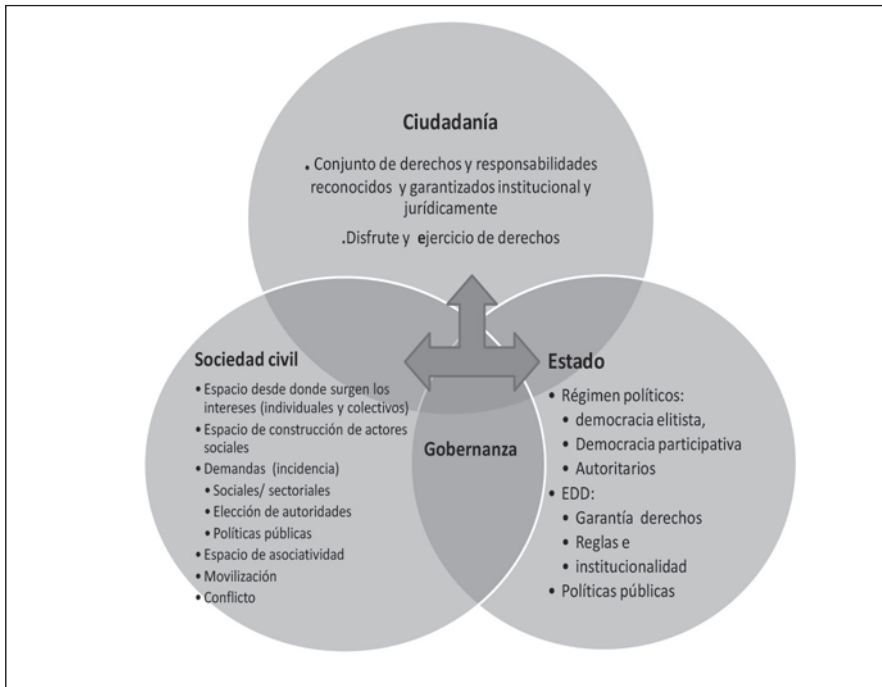 Ciudadanía
. Conjunto de derechos y responsabilidades
reconocidos y garantizados institucional y
jurídicamente
.Disfrute y ejercicio de derechos
Sociedad civil
• Espacio desde donde surgen los
intereses (individuales y colectivos)
• Espacio de construcción de actores
sociales
• Demandas (incidencia)
• Sociales/ sectoriales
• Elección de autoridades
• Políticas públicas
• Espacio de asociatividad
• Movilización
• Conflicto
Gobernanza
Estado
• Régimen políticos:
• democracia elitista,
• Democracia participativa
• Autoritarios
• EDD:
• Garantía derechos
• Reglas e
• institucionalidad
• Políticas públicas